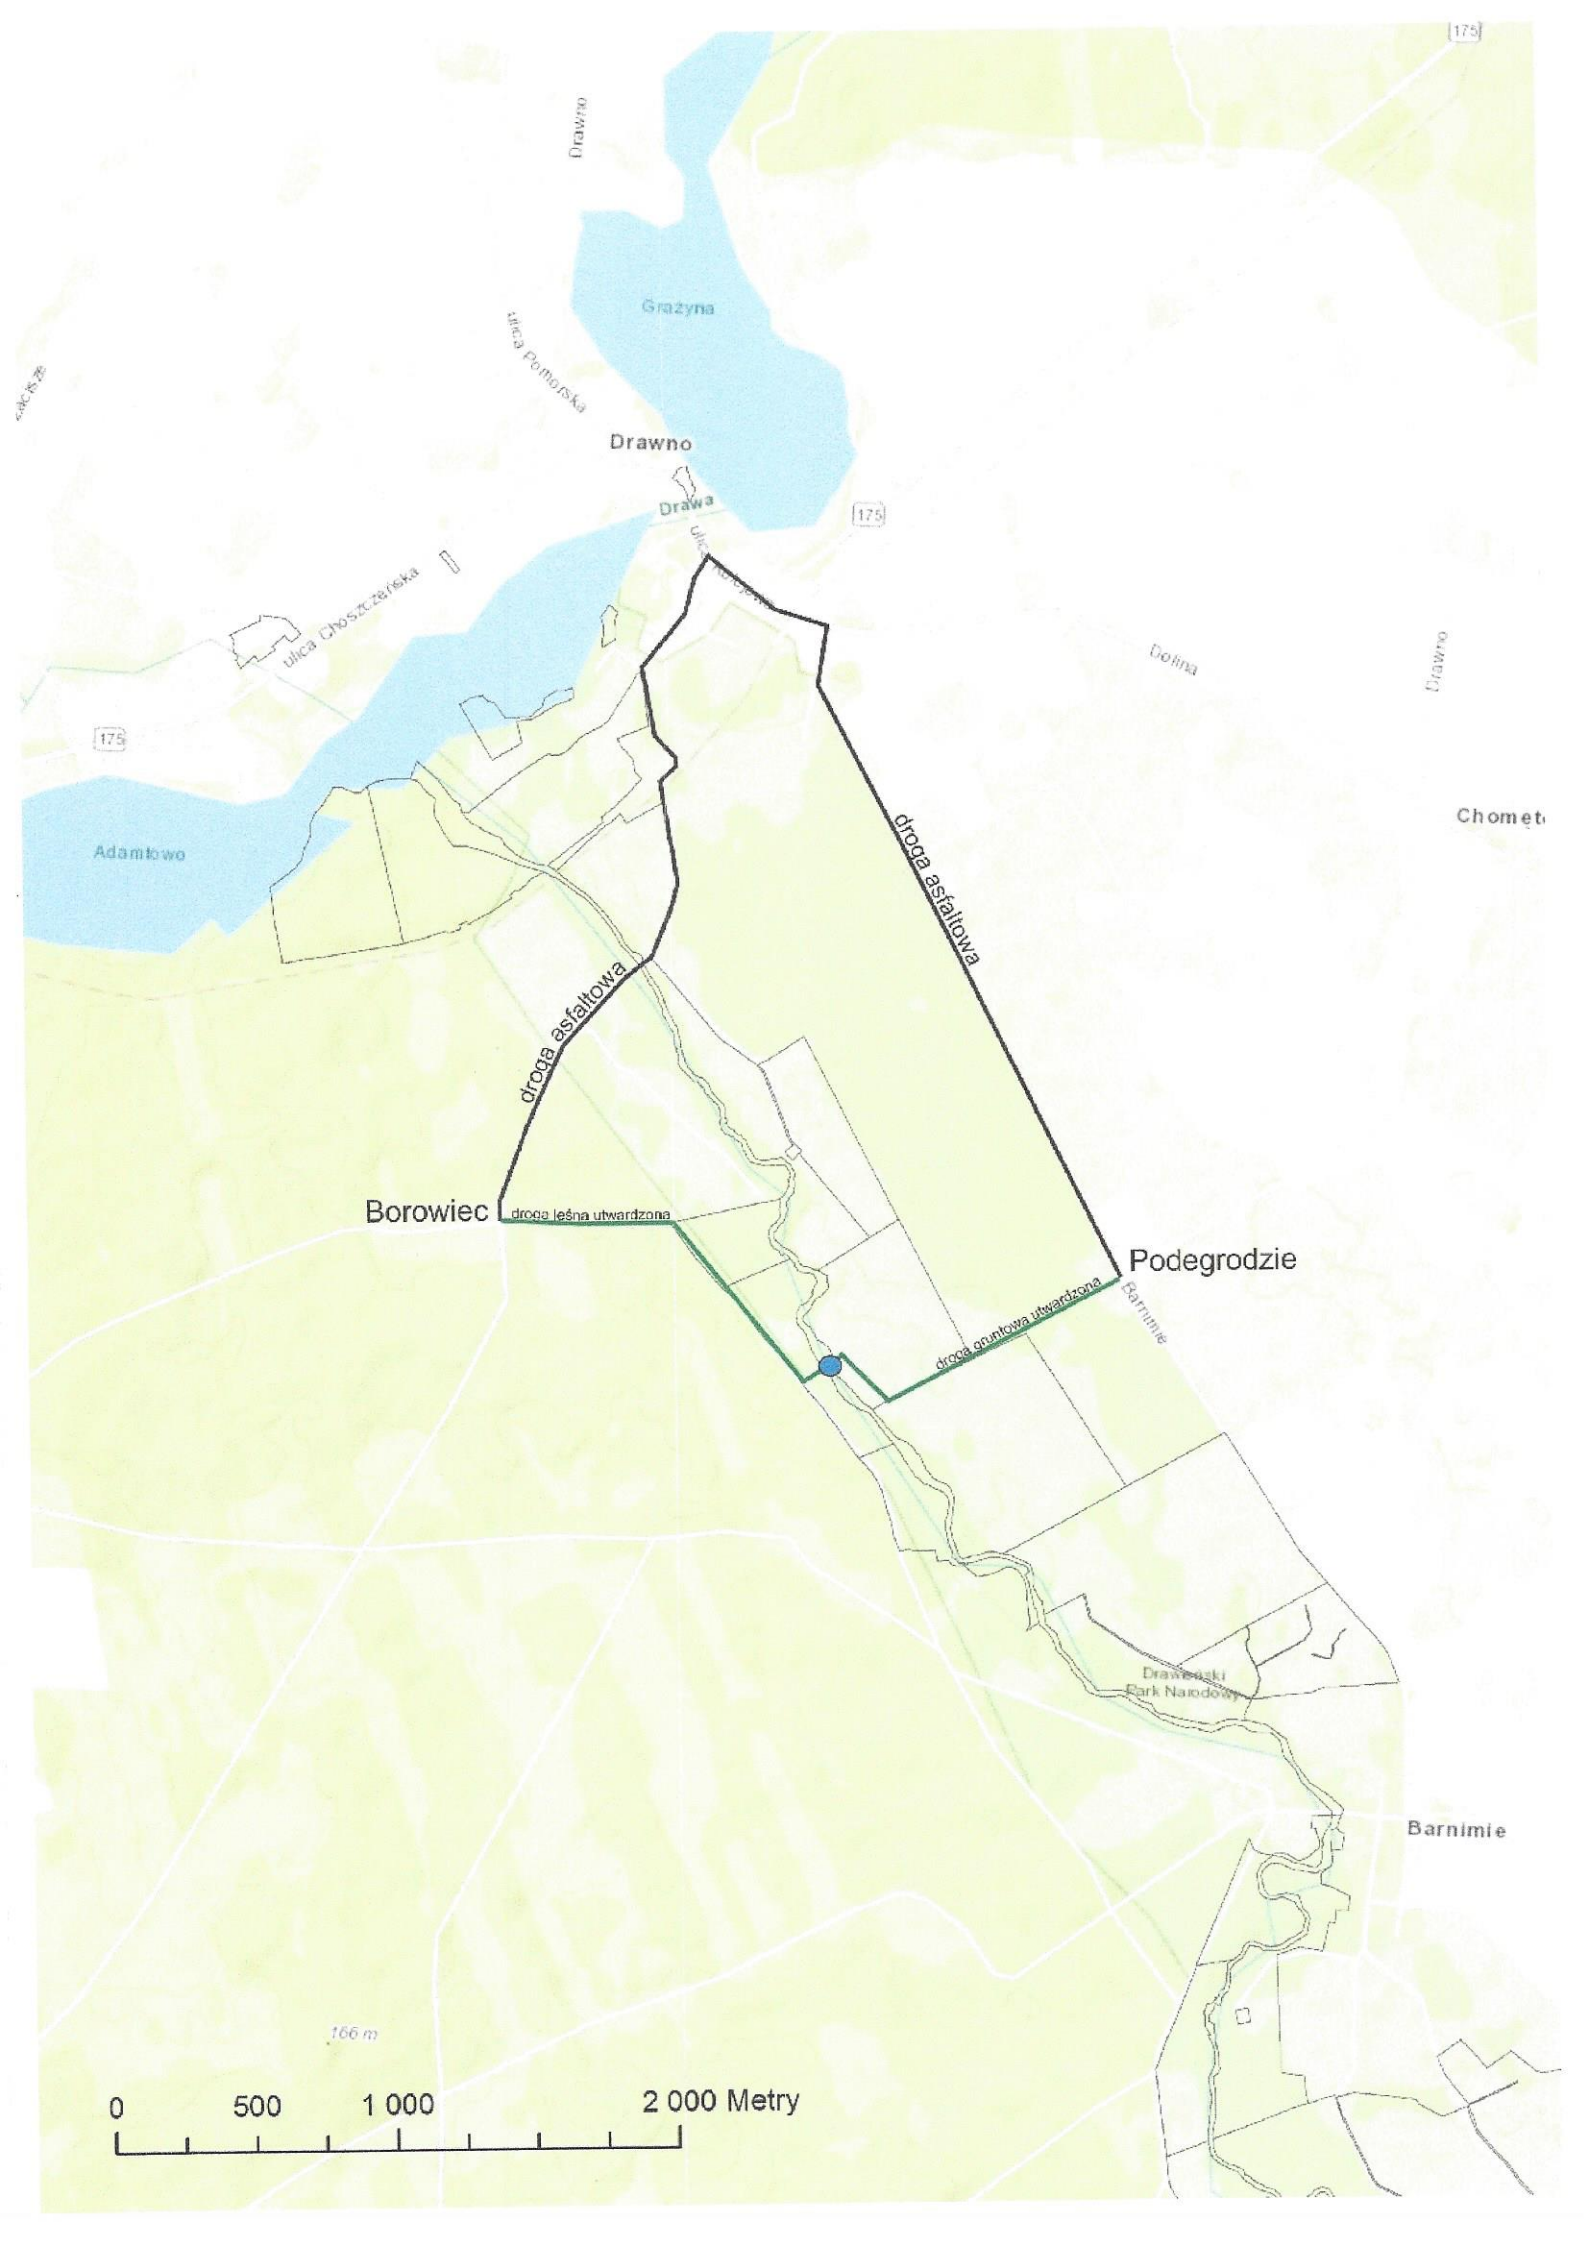 175
Drawno
Grażyna
ulica Pomorska
Drawno
Drawa
175
ulica Kolejowa
ulica Choszczeńska
Dolina
Drawno
175
Adamowo
droga asfaltowa
droga asfaltowa
Borowiec
droga leśna utwardzona
Podegrodzie
droga gruntowa utwardzona
Barnimie
Drawieński
Park Narodowy
Barnimie
166 m
0 500 1 000 2 000 Metry